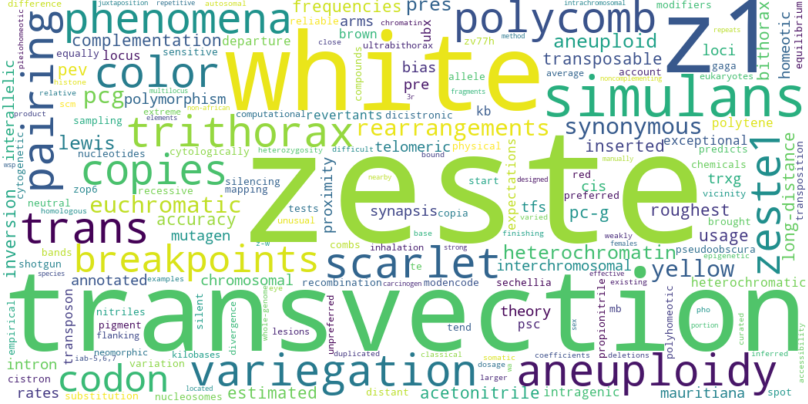 difference juxtaposition repetitive autosomal frequencies pres intrachromosomal modifiers
phenomena reliable arms chromatin polycomb z1
pleiohomeotic complementation departure brown ubx aneuploid loci bithorax homeotic equilibrium
equally locus sensitive zv77h close ultrabithorax transposable gaga
pairing color white bias allele average account eukaryotes
pev pre compounds fragments method noncomplementing repeats
relative pcg polymorphism extreme computational revertants kb dicistronic simulans
histone scm multilocus non-african 3r
product sampling elements trithorax rearrangements synonymous polytene
interallelic lewis telomeric physical inserted exceptional predicts
cytogenetic nucleotides cytologically heterozygosity difficult bound manually chemicals
wsp zop6 silencing mapping nearby designed red cis trxg transposition
copies recessive proximity start tfs preferred vicinity long-distance
neutral homologous euchromatic tests zeste expectations varied pc-g roughest brought
trans accuracy unusual synapsis copia weakly usage zeste1
inversion mutagen z-w base finishing females pseudoobscura
bands breakpoints combs inhalation strong heterochromatin epigenetic
shotgun species annotated examples chromosomal scarlet te interchromosomal yellow heterochromatic
recombination carcinogen modencode sechellia effective existing
transvection
empirical transposon nitriles silent divergence whole-genome eye lesions unpreferred theory propionitrile mb polyhomeotic pho curated accessibility
pigment flanking tend psc sex portion
intron neomorphic kilobases duplicated classical somatic coefficients deletions inferred
cistron iab-5,6,7 variation variegation dosage aneuploidy
codon me distant larger
rates substitution nucleosomes located estimated acetonitrile intragenic mauritiana spot